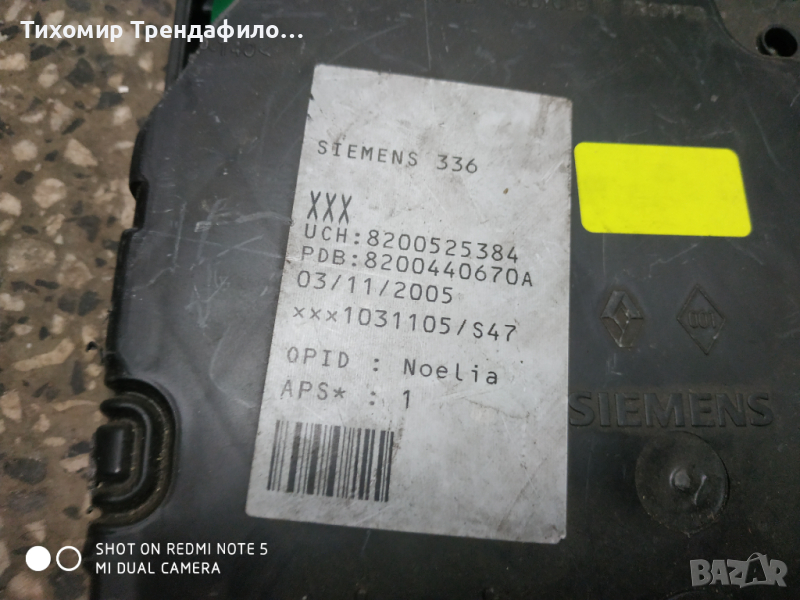 Тихомир Трендафило...
SIEMENS 336
XXX
UCH:8200525384
PDB:8200440670A
03/11/2005
xxx1031105/S47
OPID : Noelia
APS* : 1
SIEMENS
SHOT ON REDMI NOTE 5
MI DUAL CAMERA
BAZAR